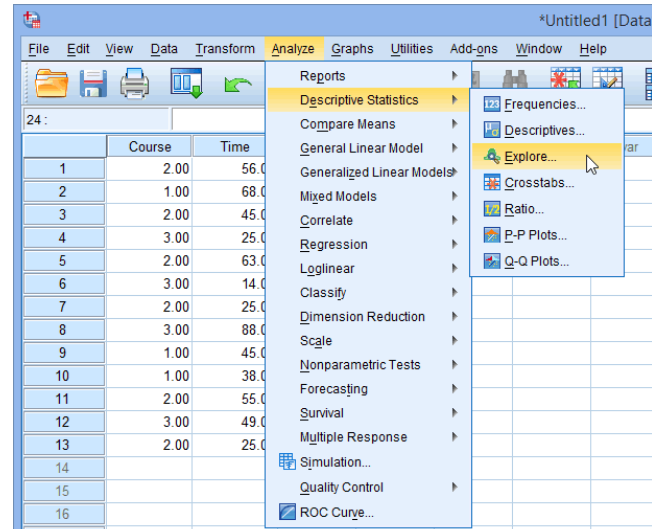 *Untitled1 [Data
File Edit View Data Transform Analyze Graphs Utilities Add-ons Window Help
24 :
Course Time var
1 2.00 56.0
2 1.00 68.0
3 2.00 45.0
4 3.00 25.0
5 2.00 63.0
6 3.00 14.0
7 2.00 25.0
8 3.00 88.0
9 1.00 45.0
10 1.00 38.0
11 2.00 55.0
12 3.00 49.0
13 2.00 25.0
14
15
16
Reports
Descriptive Statistics
Compare Means
General Linear Model
Generalized Linear Models
Mixed Models
Correlate
Regression
Loglinear
Classify
Dimension Reduction
Scale
Nonparametric Tests
Forecasting
Survival
Multiple Response
Simulation...
Quality Control
ROC Curve...
123 Frequencies...
Descriptives...
Explore...
Crosstabs...
1/2 Ratio...
P-P Plots...
Q-Q Plots...